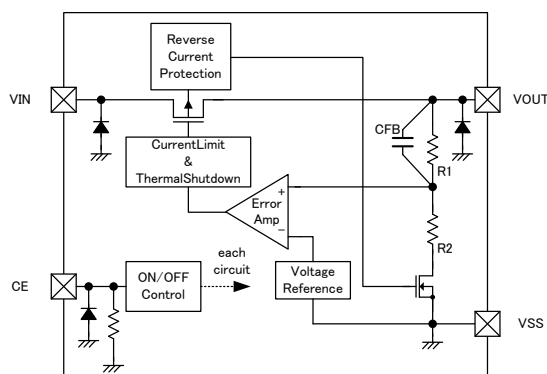 Reverse
Current
Protection
VIN
VOUT
CFB
R1
CurrentLimit
&
ThermalShutdown
Error
Amp
+
−
R2
each
circuit
Voltage
Reference
CE
ON/OFF
Control
VSS